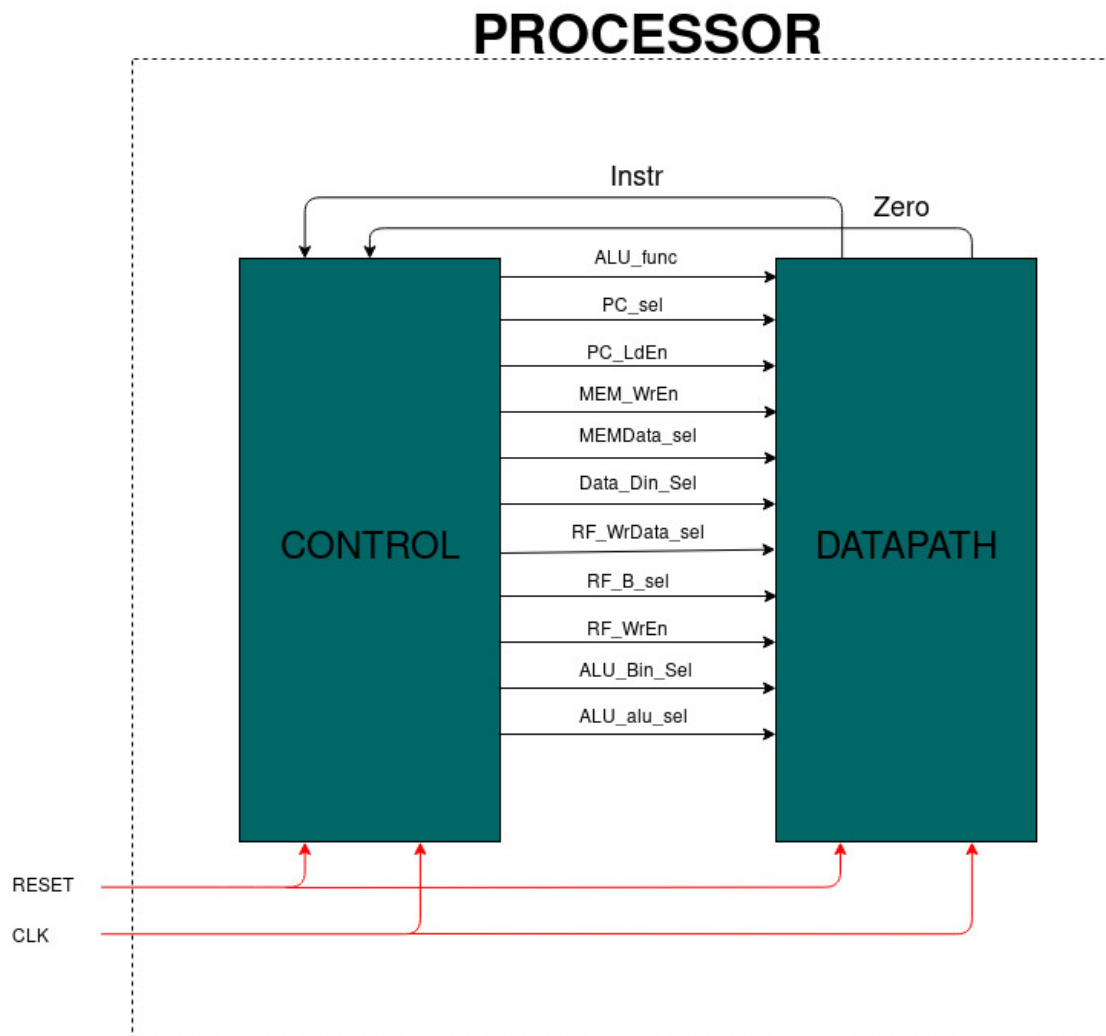 PROCESSOR
Instr
Zero
ALU_func
PC_sel
PC_LdEn
MEM_WrEn
MEMData_sel
Data_Din_Sel
RF_WrData_sel
CONTROL
DATAPATH
RF_B_sel
RF_WrEn
ALU_Bin_Sel
ALU_alu_sel
RESET
CLK